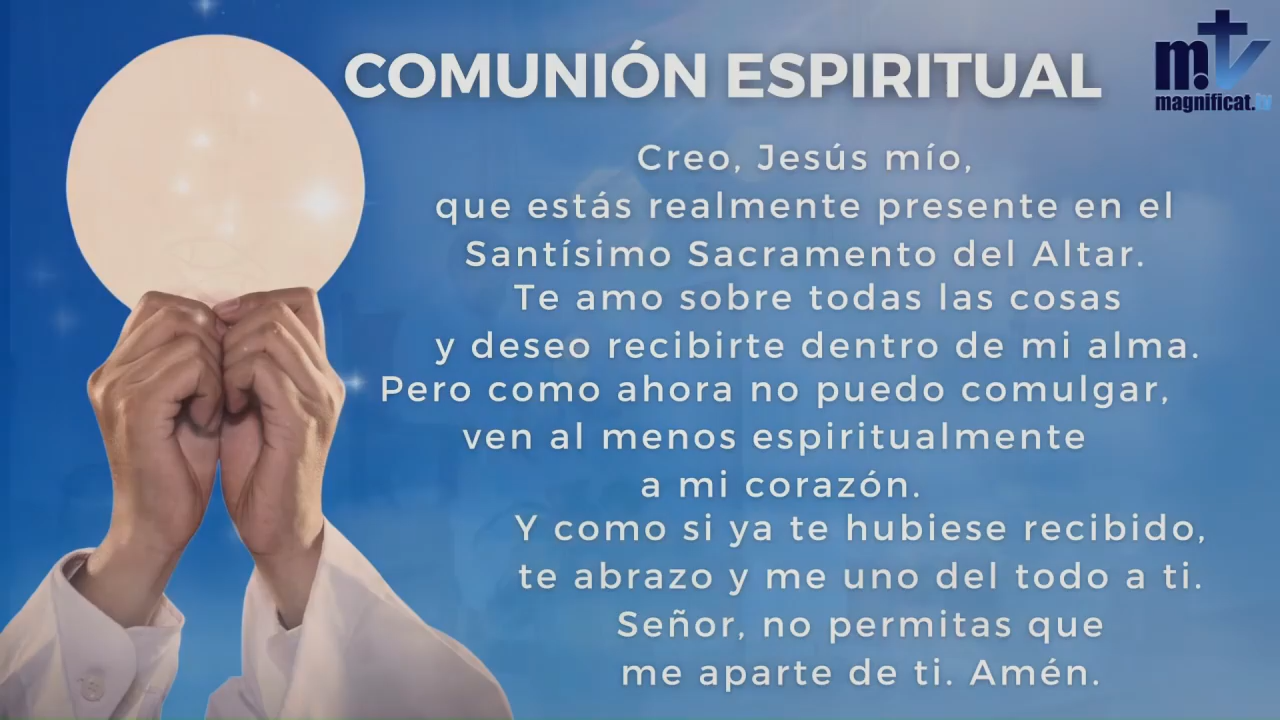 COMUNIÓN ESPIRITUAL
m.tv
magnificat.tv
Creo, Jesús mío,
que estás realmente presente en el
Santísimo Sacramento del Altar.
Te amo sobre todas las cosas
y deseo recibirte dentro de mi alma.
Pero como ahora no puedo comulgar,
ven al menos espiritualmente
a mi corazón.
Y como si ya te hubiese recibido,
te abrazo y me uno del todo a ti.
Señor, no permitas que
me aparte de ti. Amén.